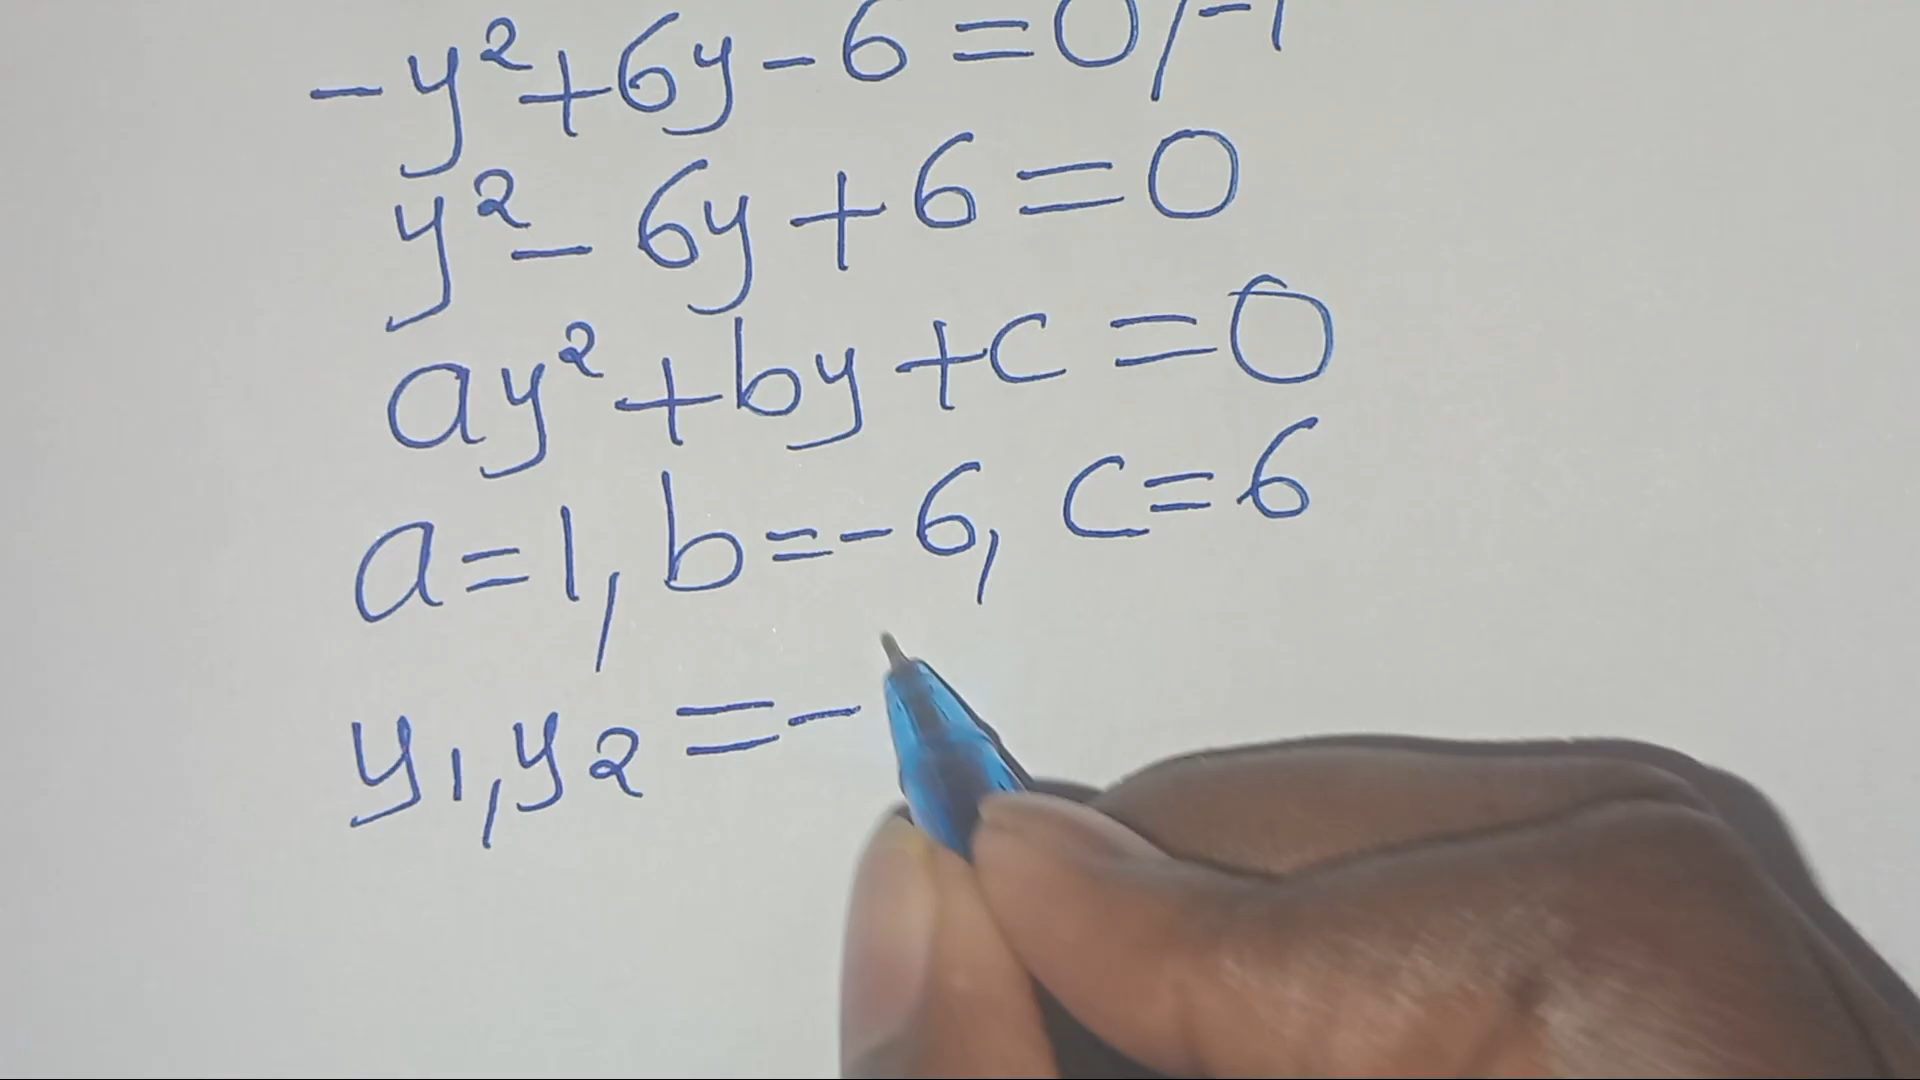 -y²+6y-6=0/-1
y²-6y+6=0
ay²+by+c=0
a=1, b=-6, c=6
y₁,y₂=-